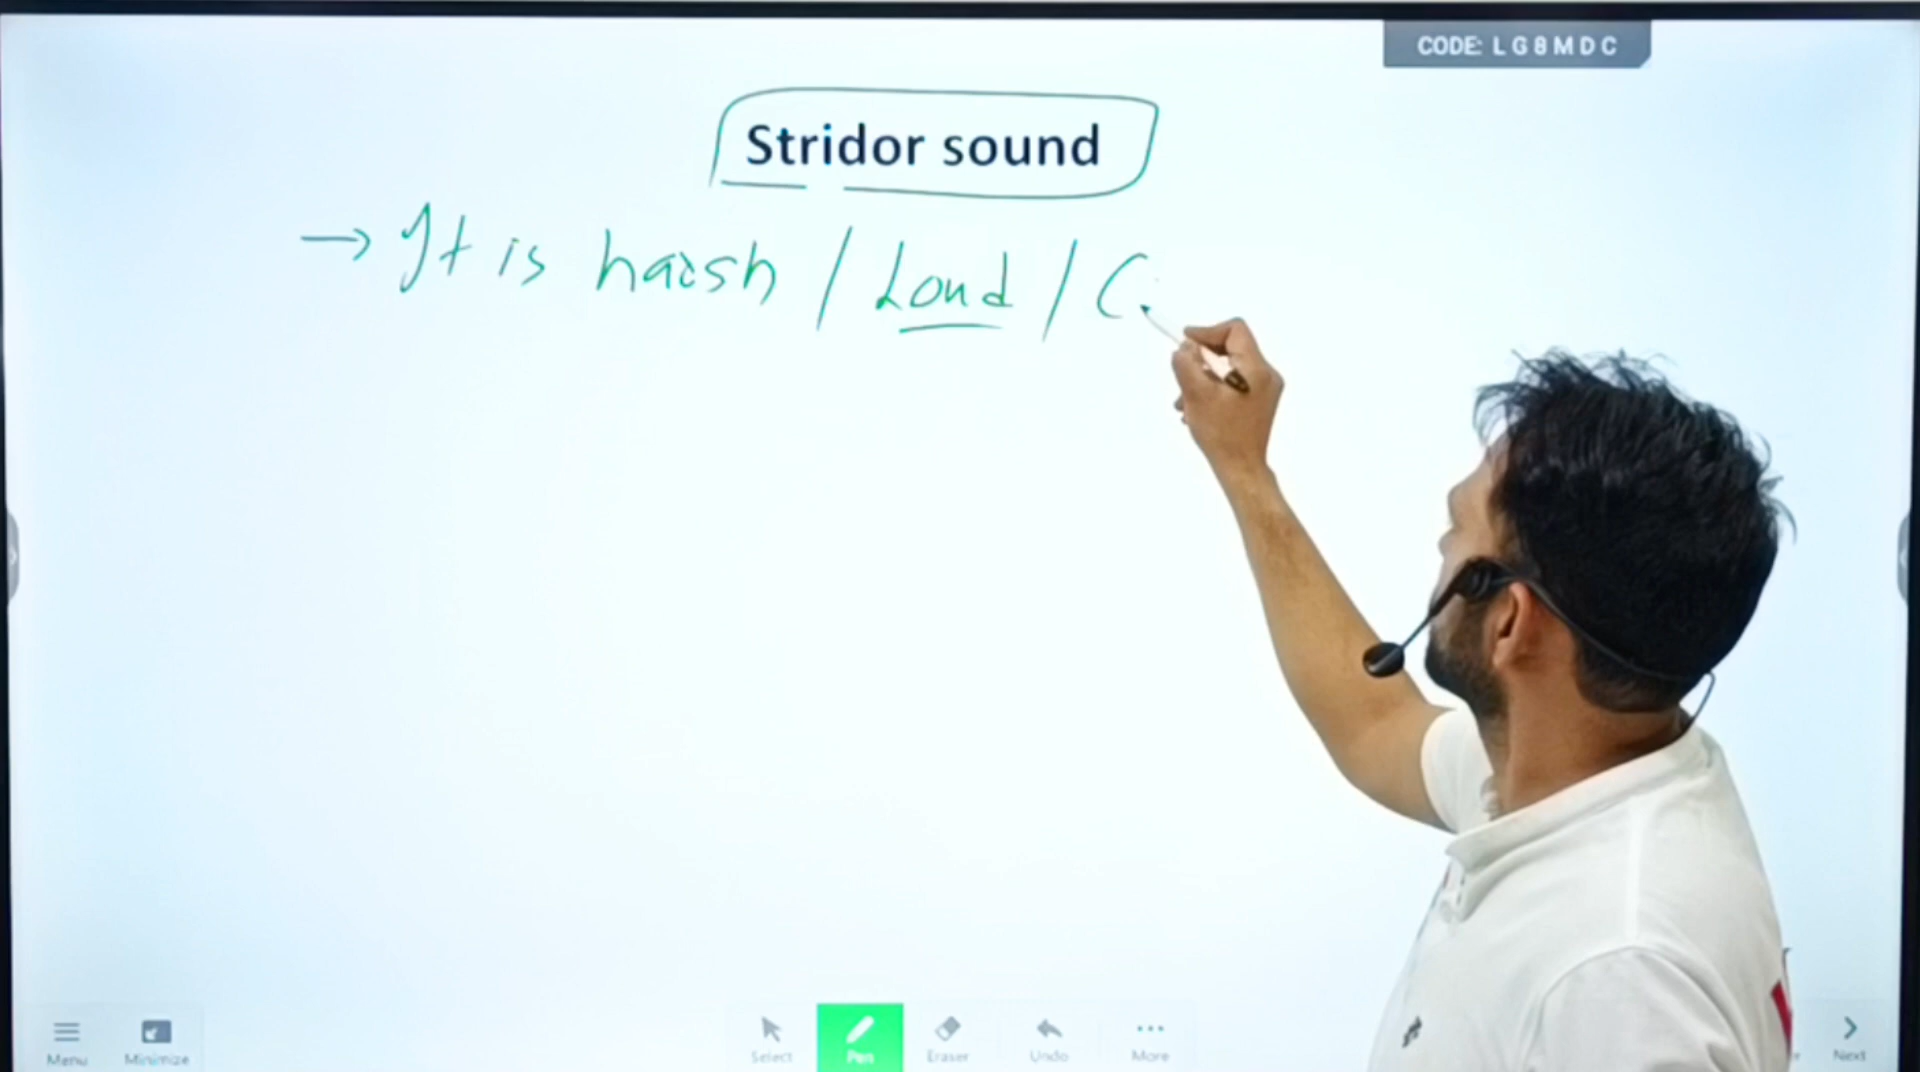 CODE: L G 8 M D C
Stridor sound
→ It is harsh / Loud / C
Menu
Minimize
Select
Pen
Eraser
Undo
More
Next